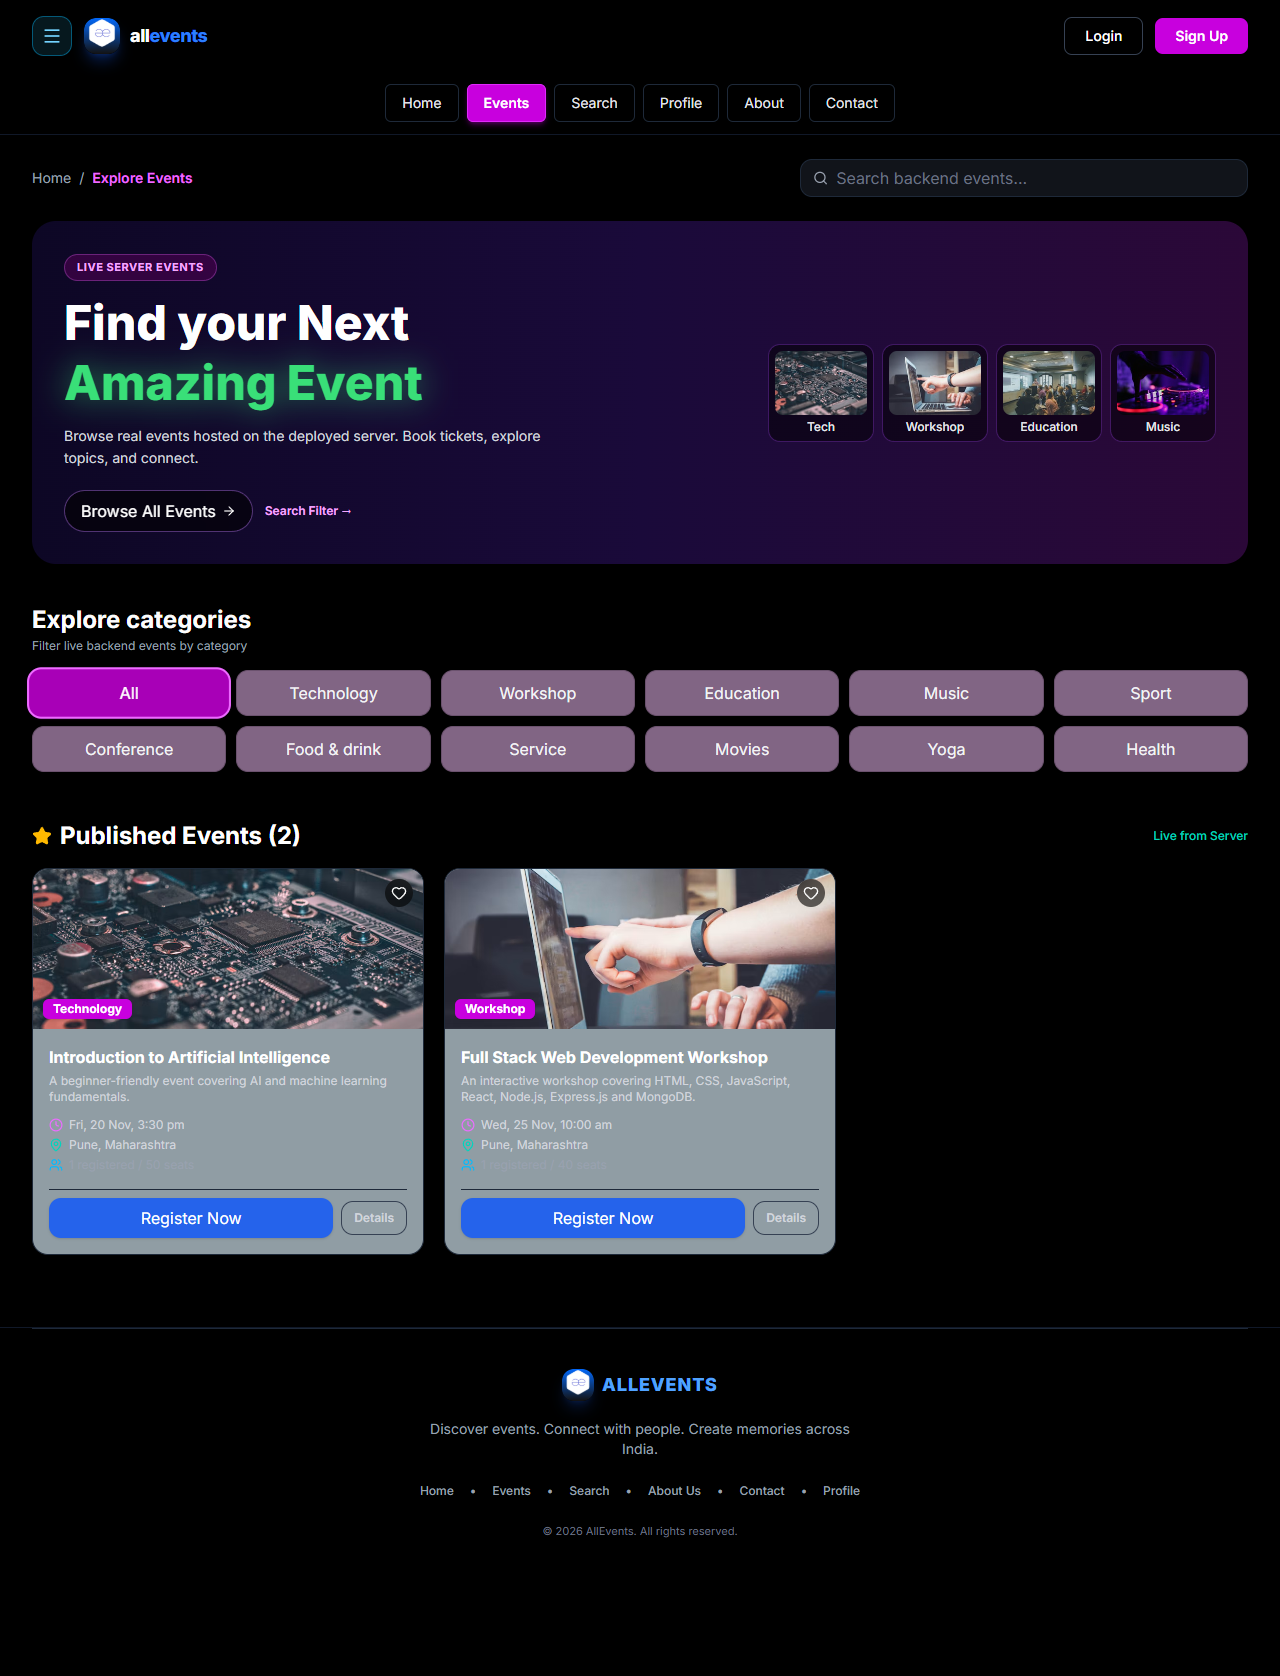 allevents
Login
Sign Up
Home
Events
Search
Profile
About
Contact
Home / Explore Events
Search backend events...
LIVE SERVER EVENTS
Find your Next
Amazing Event
Browse real events hosted on the deployed server. Book tickets, explore
topics, and connect.
Browse All Events →
Search Filter →
Tech
Workshop
Education
Music
Explore categories
Filter live backend events by category
All
Technology
Workshop
Education
Music
Sport
Conference
Food & drink
Service
Movies
Yoga
Health
Published Events (2)
Live from Server
Technology
Introduction to Artificial Intelligence
A beginner-friendly event covering AI and machine learning
fundamentals.
Fri, 20 Nov, 3:30 pm
Pune, Maharashtra
Register Now
Details
Workshop
Full Stack Web Development Workshop
An interactive workshop covering HTML, CSS, JavaScript,
React, Node.js, Express.js and MongoDB.
Wed, 25 Nov, 10:00 am
Pune, Maharashtra
Register Now
Details
ALLEVENTS
Discover events. Connect with people. Create memories across
India.
Home • Events • Search • About Us • Contact • Profile
© 2026 AllEvents. All rights reserved.